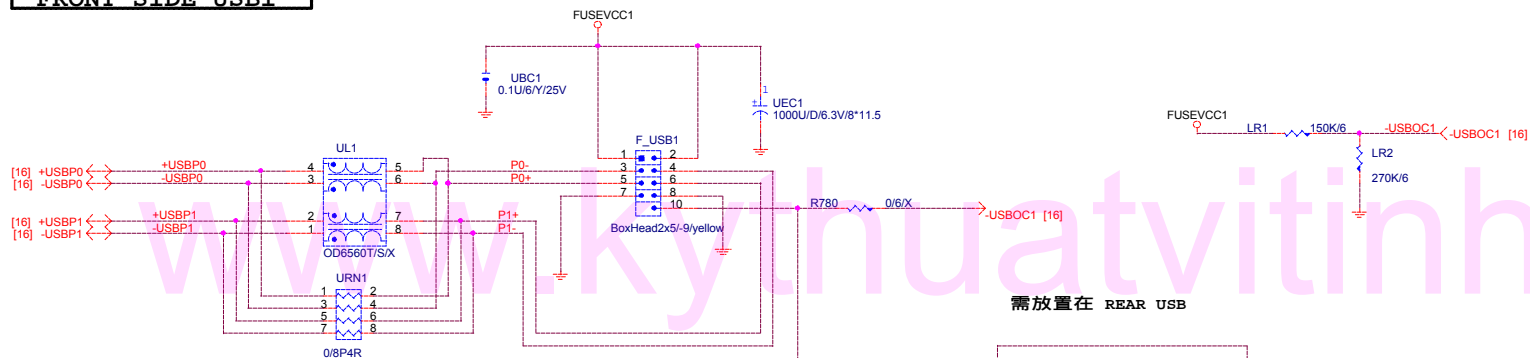 FRONT SIDE USB1
FUSEVCC1
UBC1
0.1U/6/Y/25V
1
UEC1
1000U/D/6.3V/8*11.5
FUSEVCC1
LR1
150K/6
-USBOC1
-USBOC1 [16]
LR2
270K/6
F_USB1
1 2
3 4
5 6
7 8
10
BoxHead2x5/-9/yellow
UL1
[16] +USBP0
+USBP0
4
5
P0-
[16] -USBP0
-USBP0
3
6
P0+
[16] +USBP1
+USBP1
2
7
P1+
[16] -USBP1
-USBP1
1
8
P1-
OD6560T/S/X
R780
0/6/X
-USBOC1 [16]
URN1
1 2
3 4
5 6
7 8
0/8P4R
需放置在 REAR USB
www.kythuatvitinh